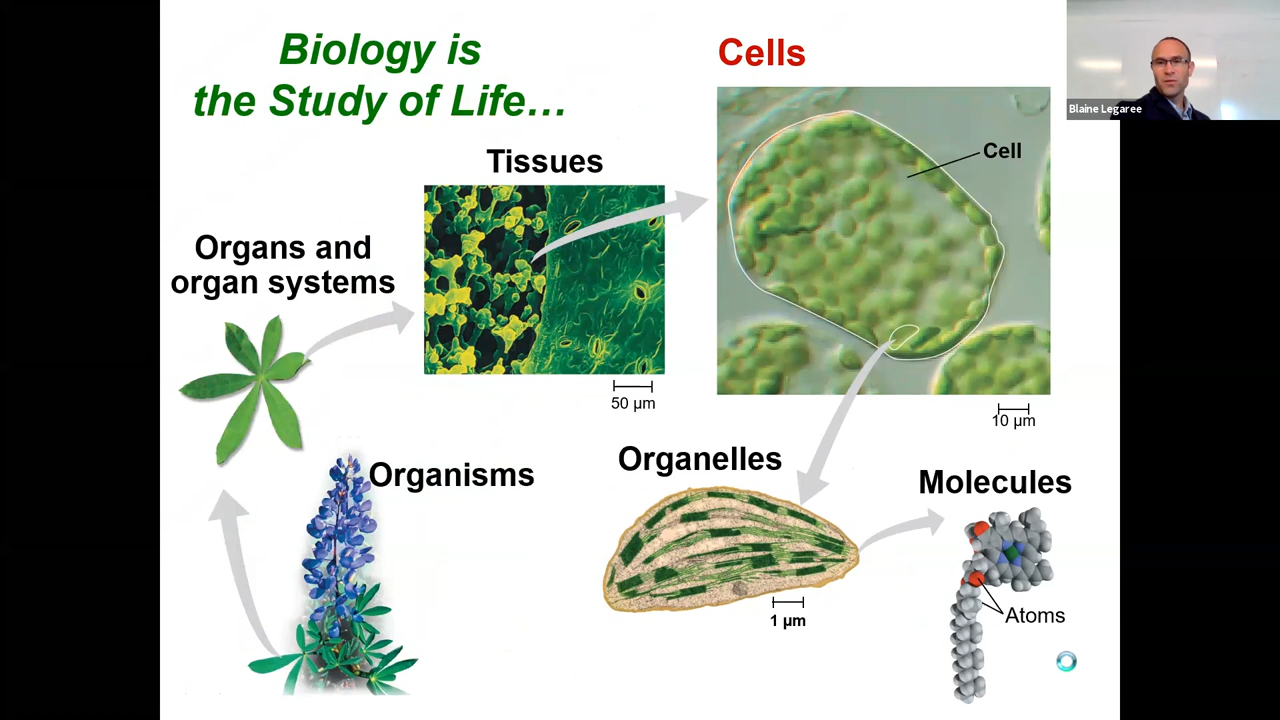 Biology is
the Study of Life…
Cells
Blaine Legaree
Cell
Tissues
Organs and
organ systems
50 µm
10 µm
Organisms
Organelles
Molecules
1 µm
Atoms